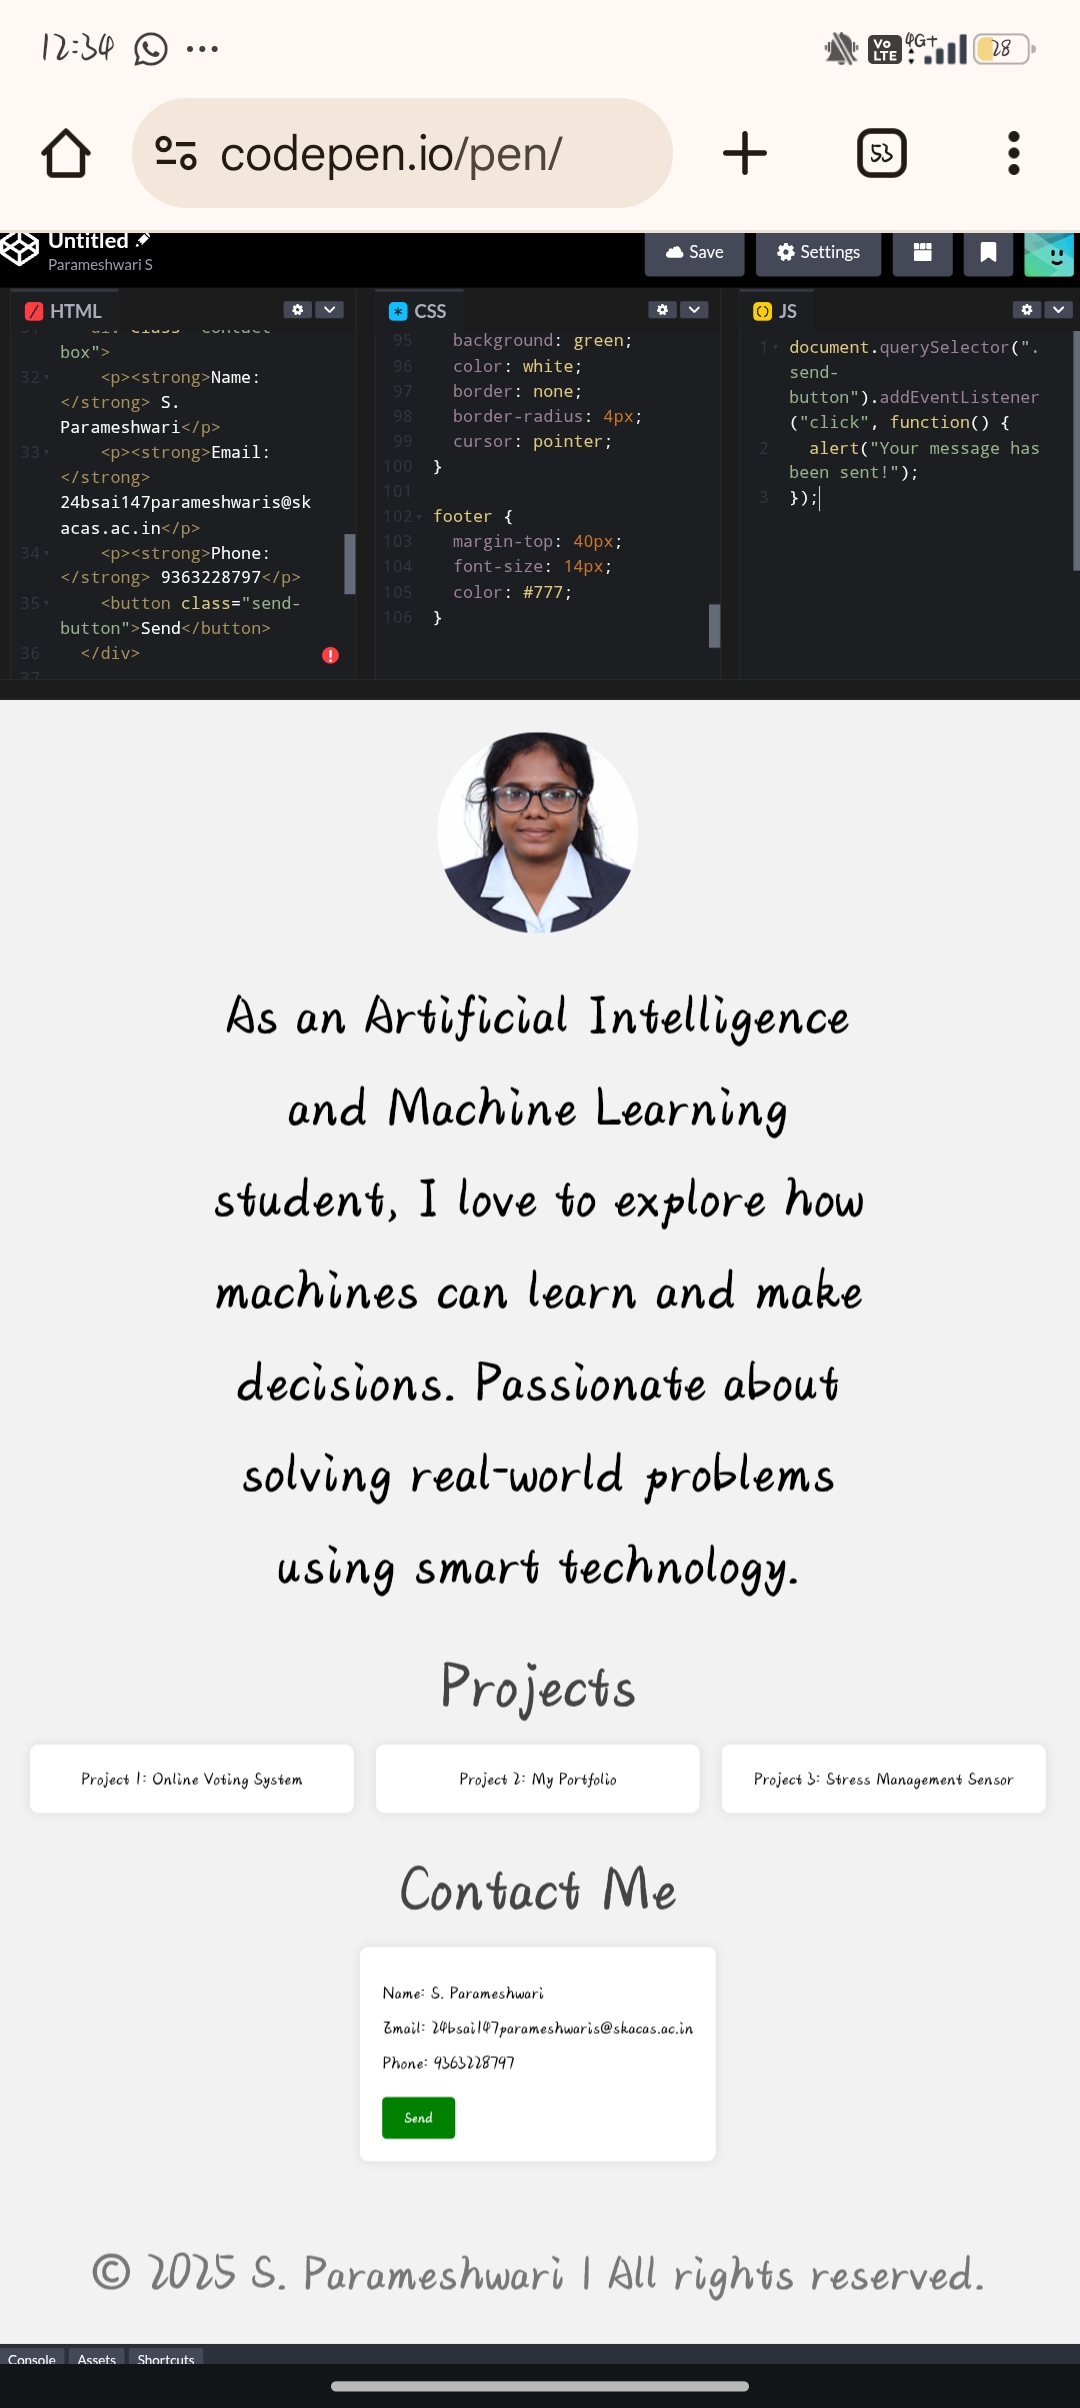 12:34
Vo LTE 4G+ 28
codepen.io/pen/
53
Untitled
Parameshwari S
Save
Settings
HTML
box">
32 <p><strong>Name:
</strong> S.
Parameshwari</p>
33 <p><strong>Email:
</strong>
24bsai147parameshwaris@sk
acas.ac.in</p>
34 <p><strong>Phone:
</strong> 9363228797</p>
35 <button class="send-
button">Send</button>
36 </div>
37
CSS
95 background: green;
96 color: white;
97 border: none;
98 border-radius: 4px;
99 cursor: pointer;
100 }
101
102 footer {
103 margin-top: 40px;
104 font-size: 14px;
105 color: #777;
106 }
JS
1 document.querySelector(".
send-
button").addEventListener
("click", function() {
2 alert("Your message has
been sent!");
3 });
As an Artificial Intelligence
and Machine Learning
student, I love to explore how
machines can learn and make
decisions. Passionate about
solving real-world problems
using smart technology.
Projects
Project 1: Online Voting System
Project 2: My Portfolio
Project 3: Stress Management Sensor
Contact Me
Name: S. Parameshwari
Email: 24bsai147parameshwaris@skacas.ac.in
Phone: 9363228797
Send
© 2025 S. Parameshwari | All rights reserved.
Console
Assets
Shortcuts